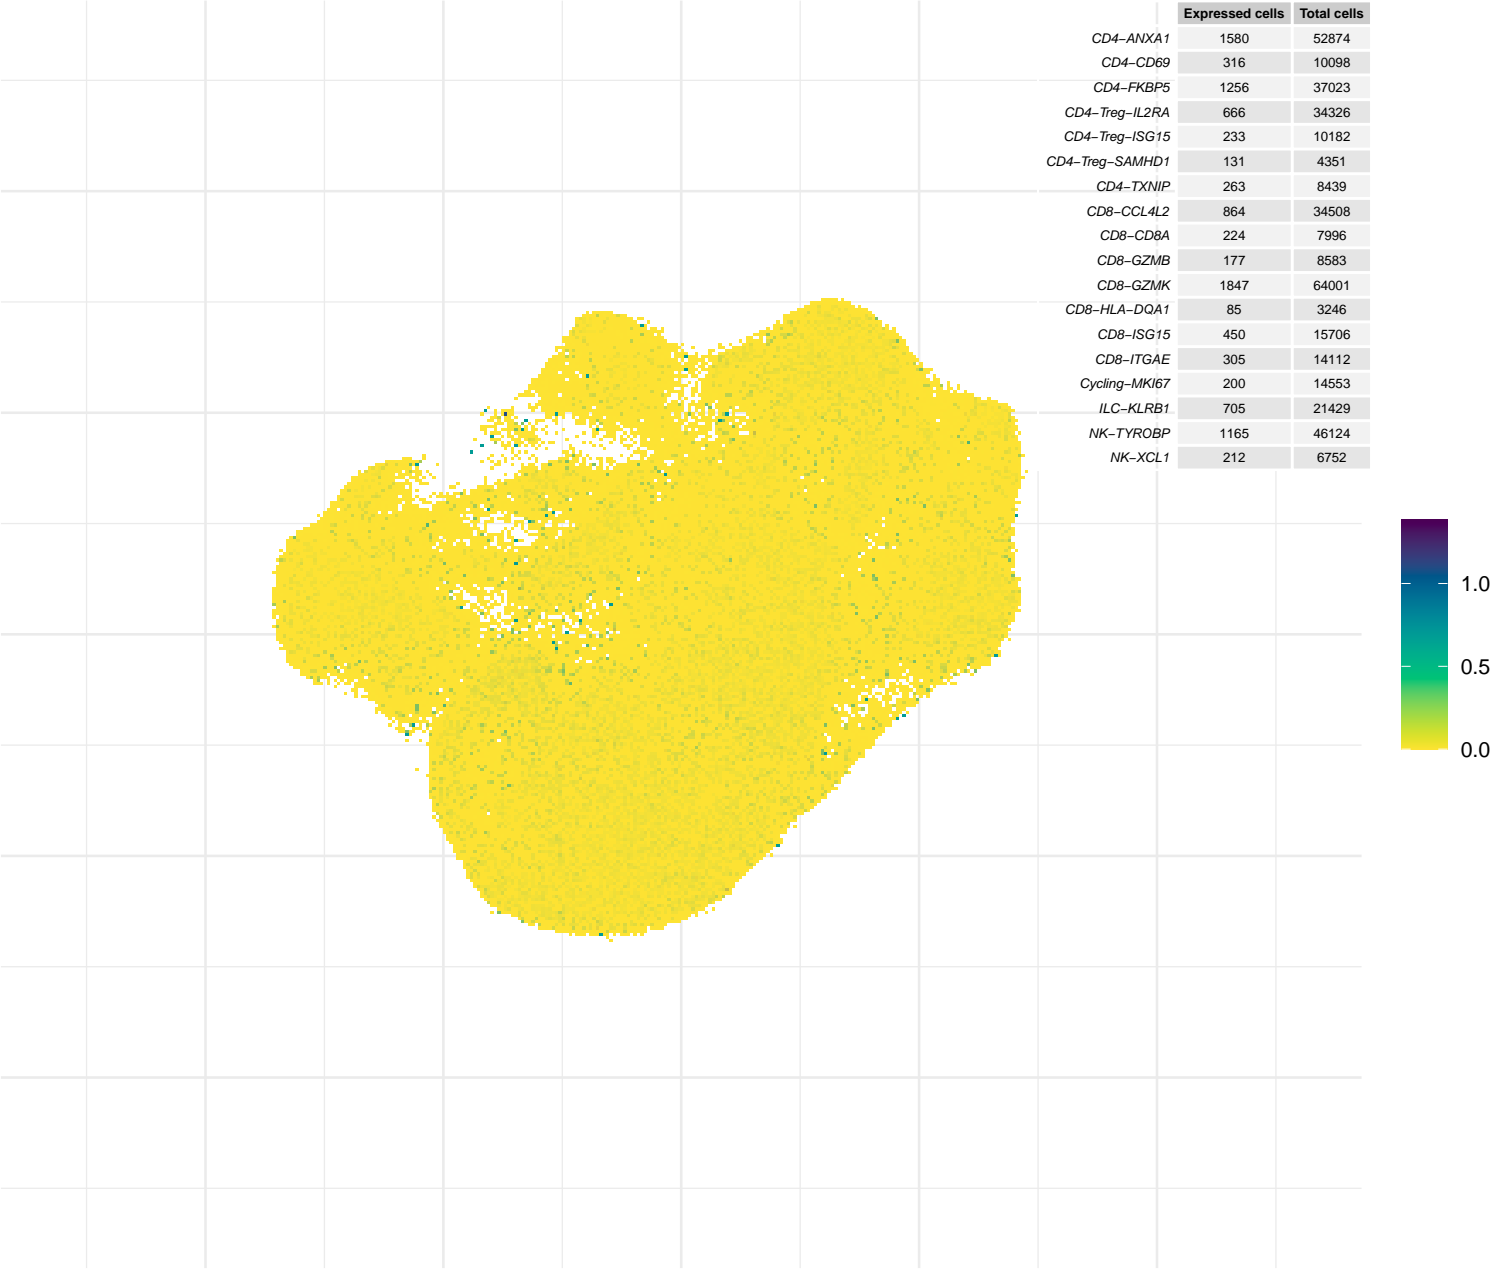 Expressed cells Total cells
CD4−ANXA1 1580 52874
CD4−CD69 316 10098
CD4−FKBP5 1256 37023
CD4−Treg−IL2RA 666 34326
CD4−Treg−ISG15 233 10182
CD4−Treg−SAMHD1 131 4351
CD4−TXNIP 263 8439
CD8−CCL4L2 864 34508
CD8−CD8A 224 7996
CD8−GZMB 177 8583
CD8−GZMK 1847 64001
CD8−HLA−DQA1 85 3246
CD8−ISG15 450 15706
CD8−ITGAE 305 14112
Cycling−MKI67 200 14553
ILC−KLRB1 705 21429
NK−TYROBP 1165 46124
NK−XCL1 212 6752
1.0
0.5
0.0